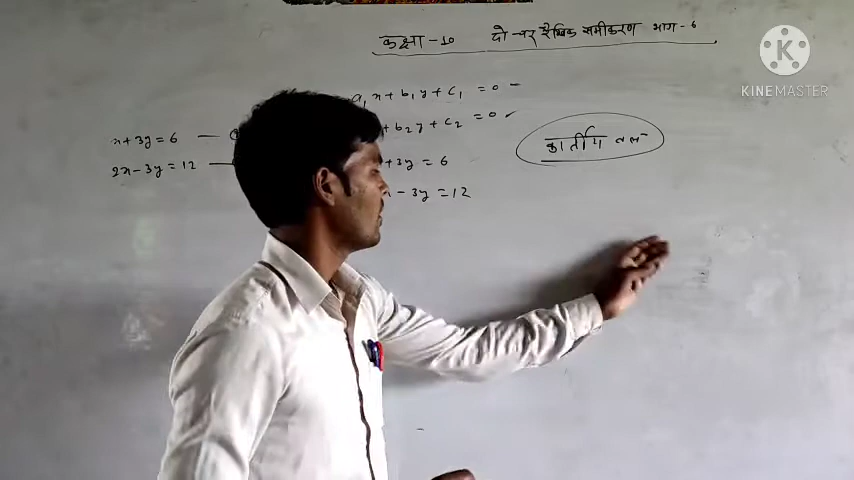 कक्षा - 10 दो चर रैखिक समीकरण भाग - 6
KINEMASTER
a₁x + b₁y + c₁ = 0 -
+ b₂y + c₂ = 0
x + 3y = 6
2x - 3y = 12
+ 3y = 6
x - 3y = 12
कार्तीय तल